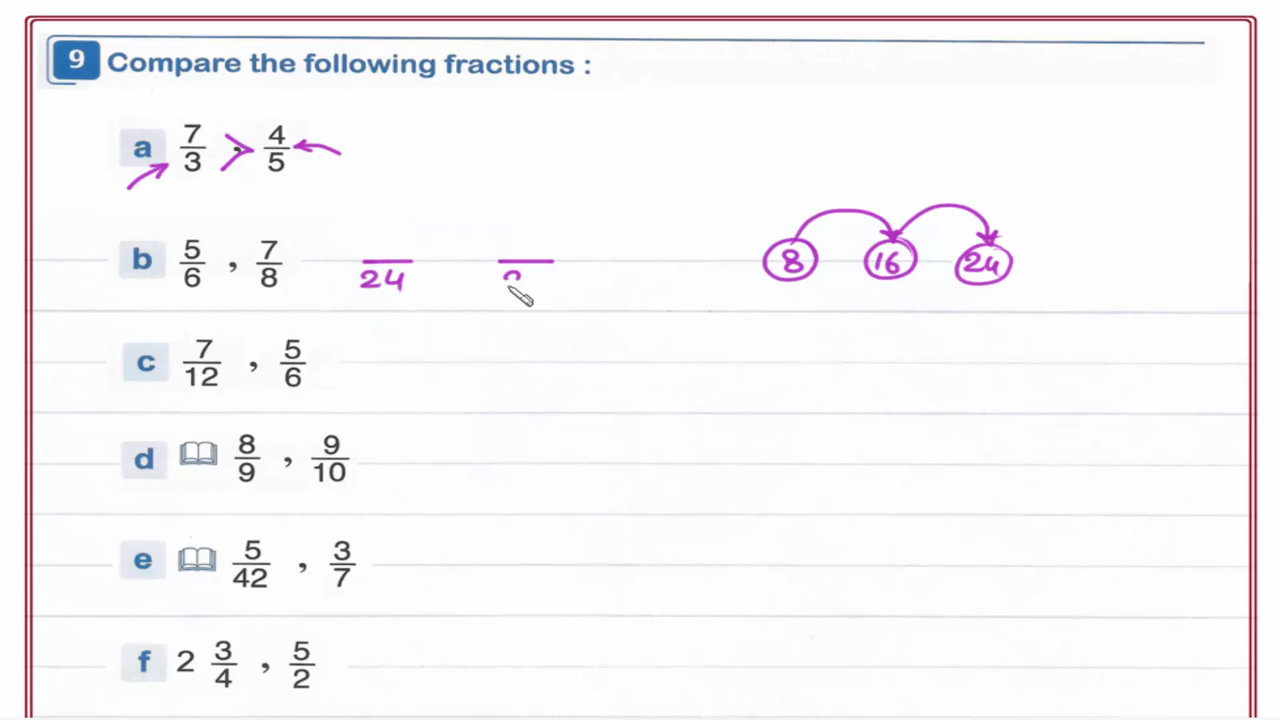 9 Compare the following fractions :
a 7/3 > 4/5
b 5/6 , 7/8 /24 8 16 24
c 7/12 , 5/6
d 8/9 , 9/10
e 5/42 , 3/7
f 2 3/4 , 5/2